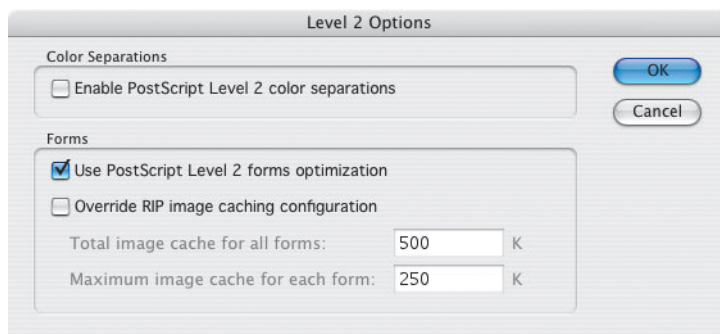 Level 2 Options
Color Separations
Enable PostScript Level 2 color separations
OK
Cancel
Forms
Use PostScript Level 2 forms optimization
Override RIP image caching configuration
Total image cache for all forms: 500 K
Maximum image cache for each form: 250 K